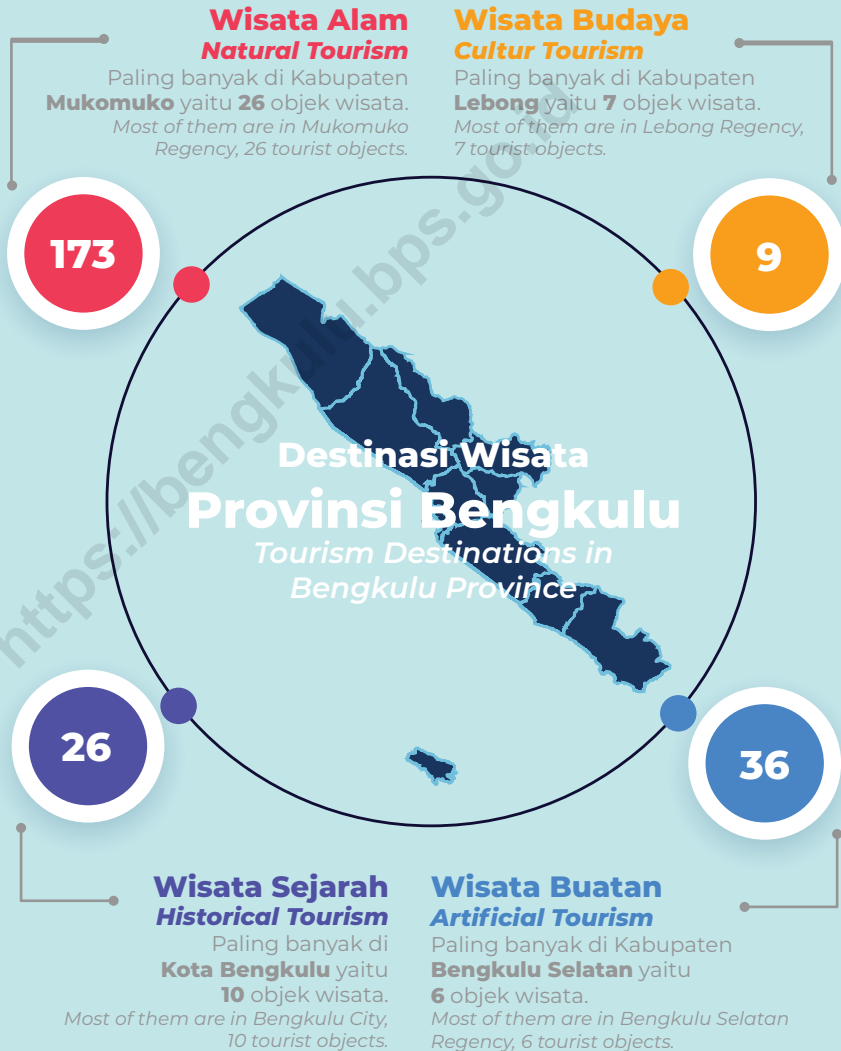 Wisata Alam
Natural Tourism
Paling banyak di Kabupaten
Mukomuko yaitu 26 objek wisata.
Most of them are in Mukomuko
Regency, 26 tourist objects.
Wisata Budaya
Cultur Tourism
Paling banyak di Kabupaten
Lebong yaitu 7 objek wisata.
Most of them are in Lebong Regency,
7 tourist objects.
173
9
Destinasi Wisata
Provinsi Bengkulu
Tourism Destinations in
Bengkulu Province
https://bengkulu.bps.go.id
26
36
Wisata Sejarah
Historical Tourism
Paling banyak di
Kota Bengkulu yaitu
10 objek wisata.
Most of them are in Bengkulu City,
10 tourist objects.
Wisata Buatan
Artificial Tourism
Paling banyak di Kabupaten
Bengkulu Selatan yaitu
6 objek wisata.
Most of them are in Bengkulu Selatan
Regency, 6 tourist objects.